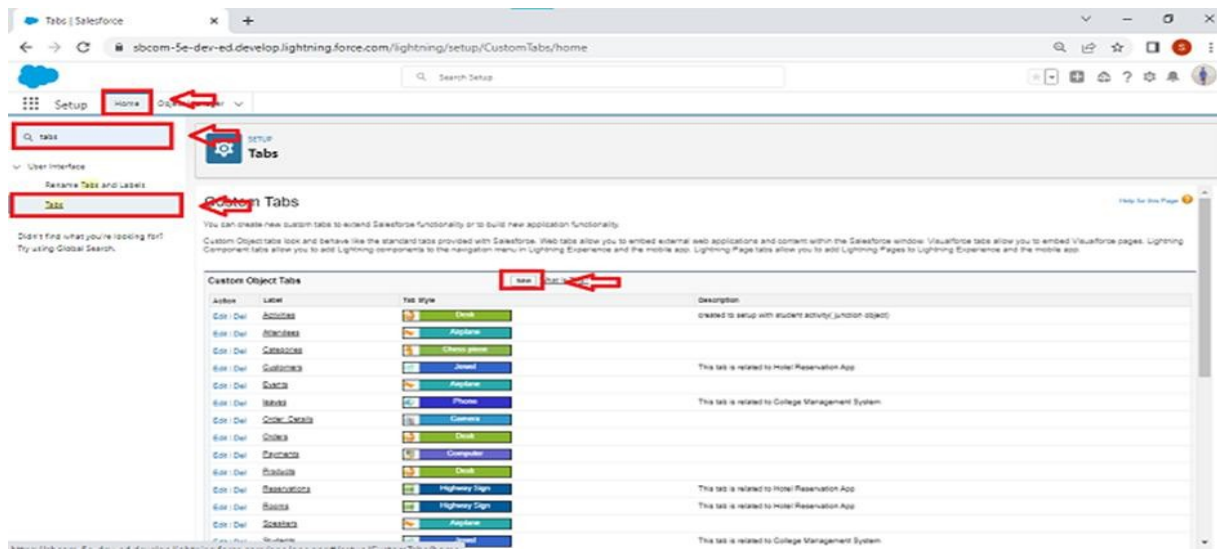 Tabs | Salesforce
sbcom-5e-dev-ed.develop.lightning.force.com/lightning/setup/CustomTabs/home
S
Search Setup
Setup
Home
tabs
SETUP
Tabs
User Interface
Rename Tabs and Labels
Tabs
Didn't find what you're looking for?
Try using Global Search.
Custom Tabs
Help for this Page
You can create new custom tabs to extend Salesforce functionality or to build new application functionality.
Custom Object tabs look and behave like the standard tabs provided with Salesforce. Web tabs allow you to embed external web applications and content within the Salesforce window. Visualforce tabs allow you to embed Visualforce pages. Lightning
Component tabs allow you to add Lightning components to the navigation menu in Lightning Experience and the mobile app. Lightning Page tabs allow you to add Lightning Pages to Lightning Experience and the mobile app.
Custom Object Tabs New What Is
Action Label Tab Style Description
Edit | Del Activities Desk created to setup with student activity( junction object)
Edit | Del Attendees Airplane
Edit | Del Categories Chess piece
Edit | Del Customers Jewel This tab is related to Hotel Reservation App
Edit | Del Events Airplane
Edit | Del Phone This tab is related to College Management System
Edit | Del Order_Details Camera
Edit | Del Orders Desk
Edit | Del Payments Computer
Edit | Del Products Desk
Edit | Del Reservations Highway Sign This tab is related to Hotel Reservation App
Edit | Del Rooms Highway Sign This tab is related to Hotel Reservation App
Edit | Del Speakers Airplane
Edit | Del Students Jewel This tab is related to College Management System